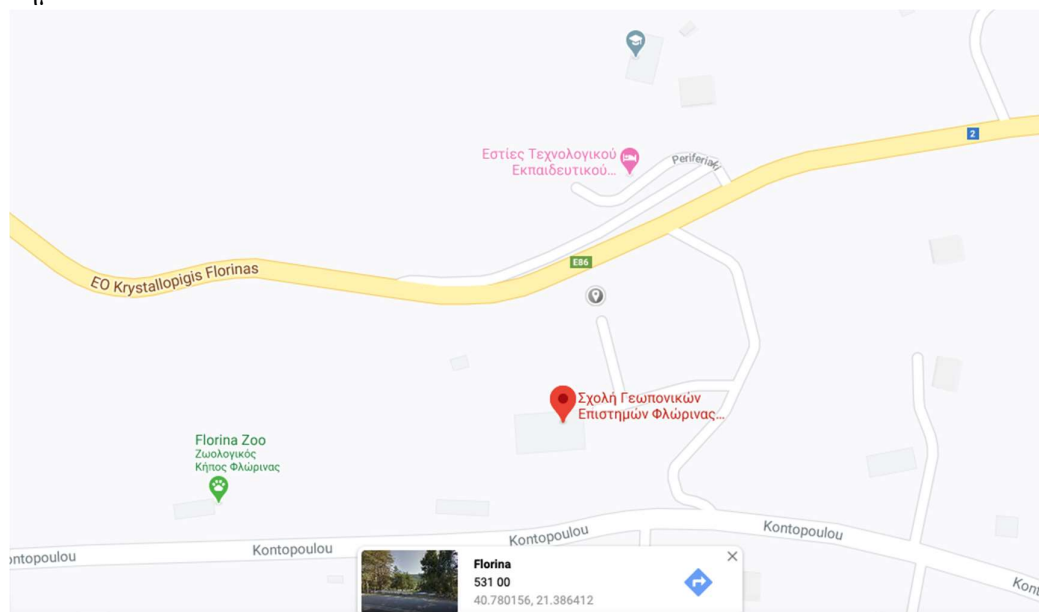 2
Εστίες Τεχνολογικού
Εκπαιδευτικού...
Periferiaki
E86
EO Krystallopigis Florinas
Σχολή Γεωπονικών
Επιστημών Φλώρινας...
Florina Zoo
Ζωολογικός
Κήπος Φλώρινας
Kontopoulou
Kontopoulou
Kontopoulou
ontopoulou
Kont
Florina
531 00
40.780156, 21.386412